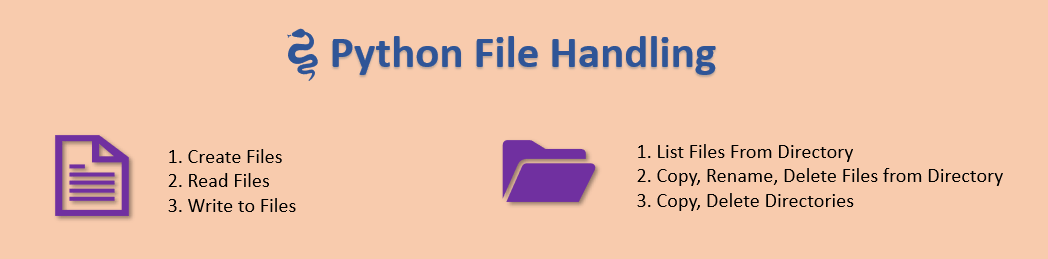 Python File Handling
1. Create Files
2. Read Files
3. Write to Files
1. List Files From Directory
2. Copy, Rename, Delete Files from Directory
3. Copy, Delete Directories